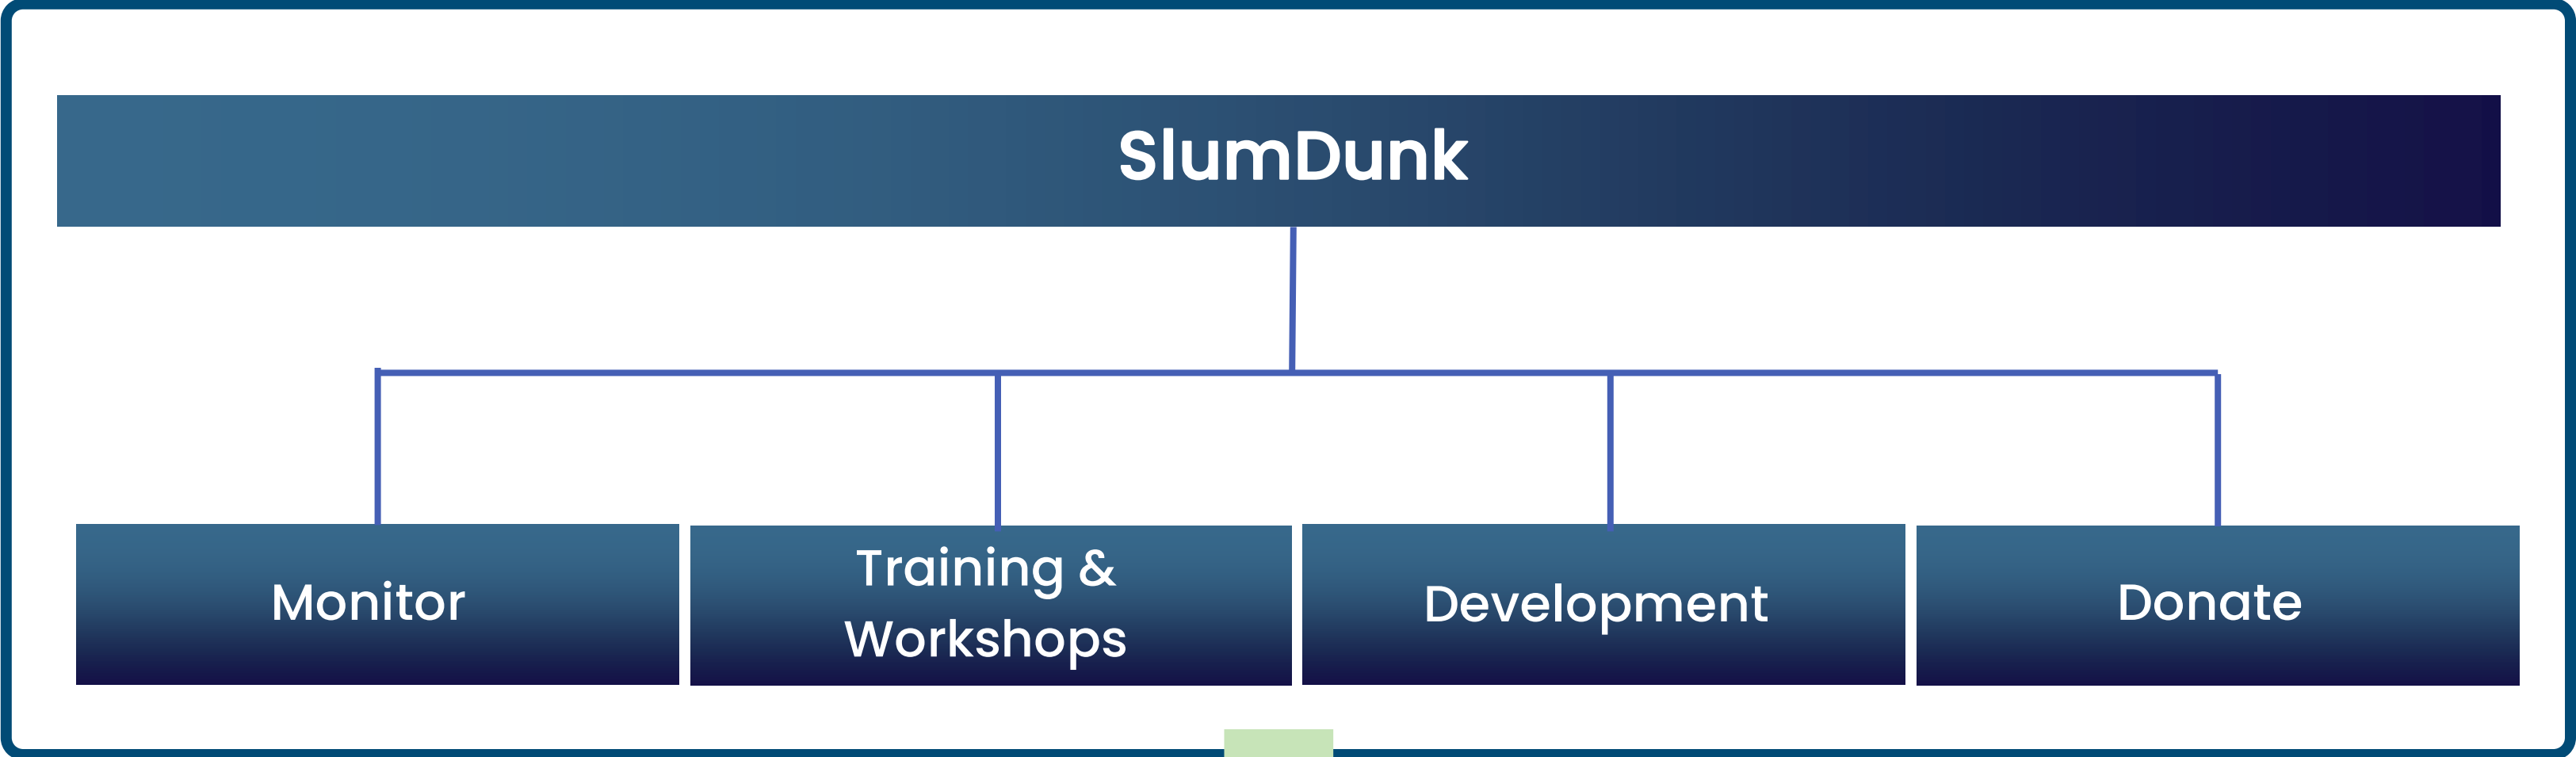 SlumDunk
Monitor
Training &
Workshops
Development
Donate